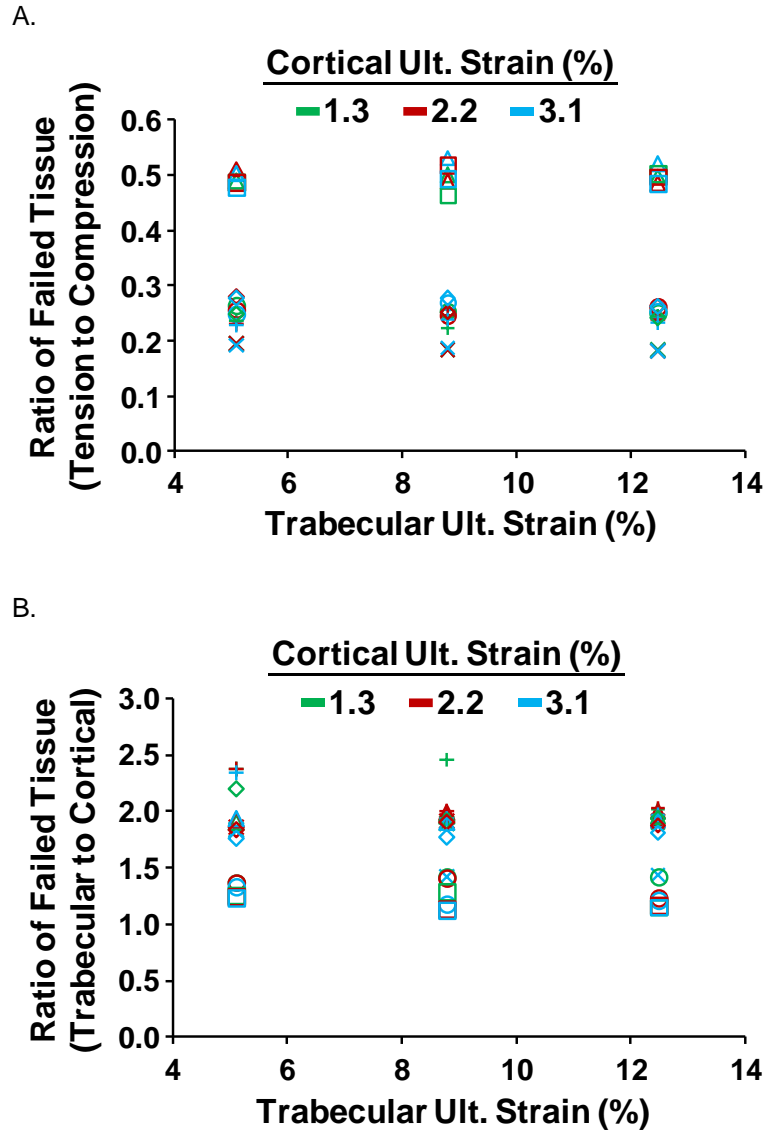 A.
Cortical Ult. Strain (%)
1.3 2.2 3.1
Ratio of Failed Tissue
(Tension to Compression)
0.6
0.5
0.4
0.3
0.2
0.1
0.0
4 6 8 10 12 14
Trabecular Ult. Strain (%)
B.
Cortical Ult. Strain (%)
1.3 2.2 3.1
Ratio of Failed Tissue
(Trabecular to Cortical)
3.0
2.5
2.0
1.5
1.0
0.5
0.0
4 6 8 10 12 14
Trabecular Ult. Strain (%)